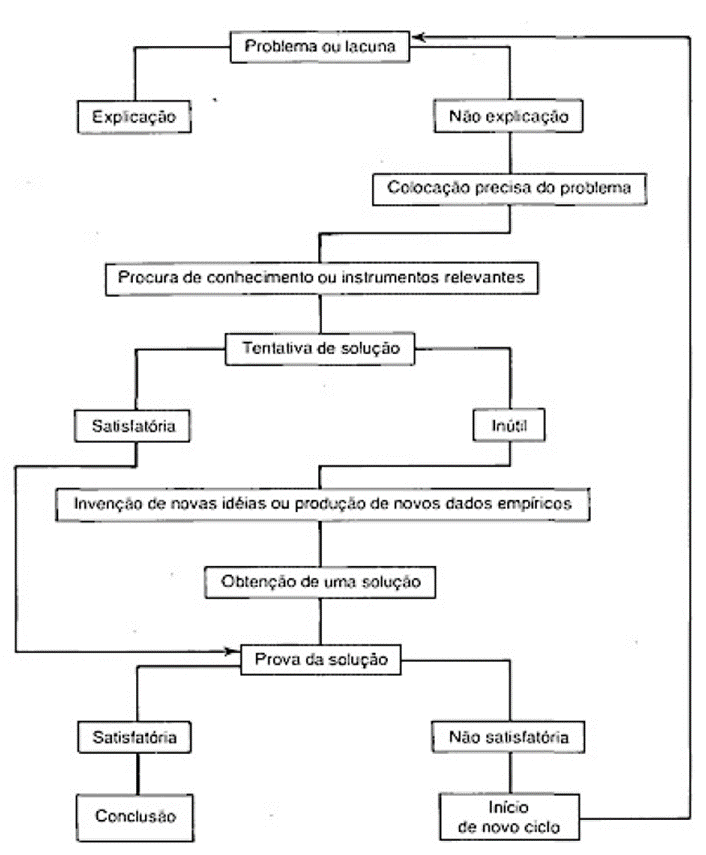 Problema ou lacuna
Explicação
Não explicação
Colocação precisa do problema
Procura de conhecimento ou instrumentos relevantes
Tentativa de solução
Satisfatória
Inútil
Invenção de novas idéias ou produção de novos dados empíricos
Obtenção de uma solução
Prova da solução
Satisfatória
Não satisfatória
Conclusão
Início
de novo ciclo